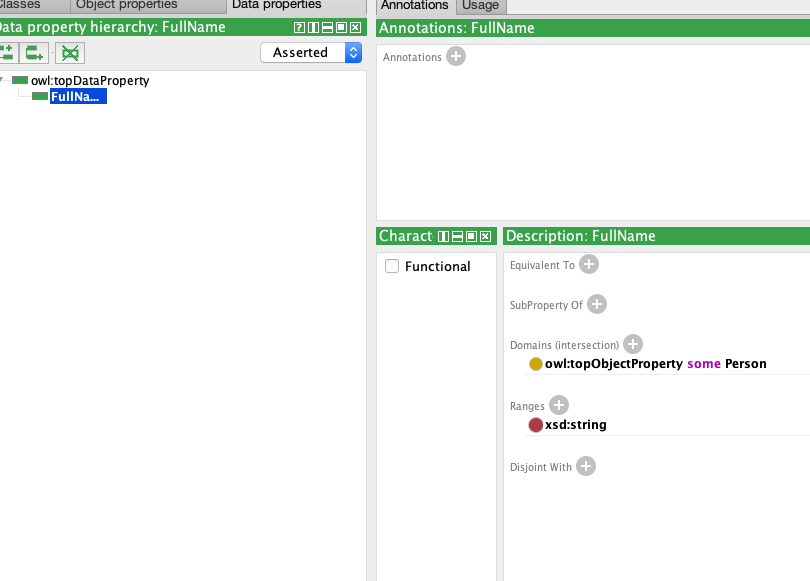 Classes Object properties Data properties
Data property hierarchy: FullName
Asserted
owl:topDataProperty
FullNa...
Annotations Usage
Annotations: FullName
Annotations
Charact
Functional
Description: FullName
Equivalent To
SubProperty Of
Domains (intersection)
owl:topObjectProperty some Person
Ranges
xsd:string
Disjoint With